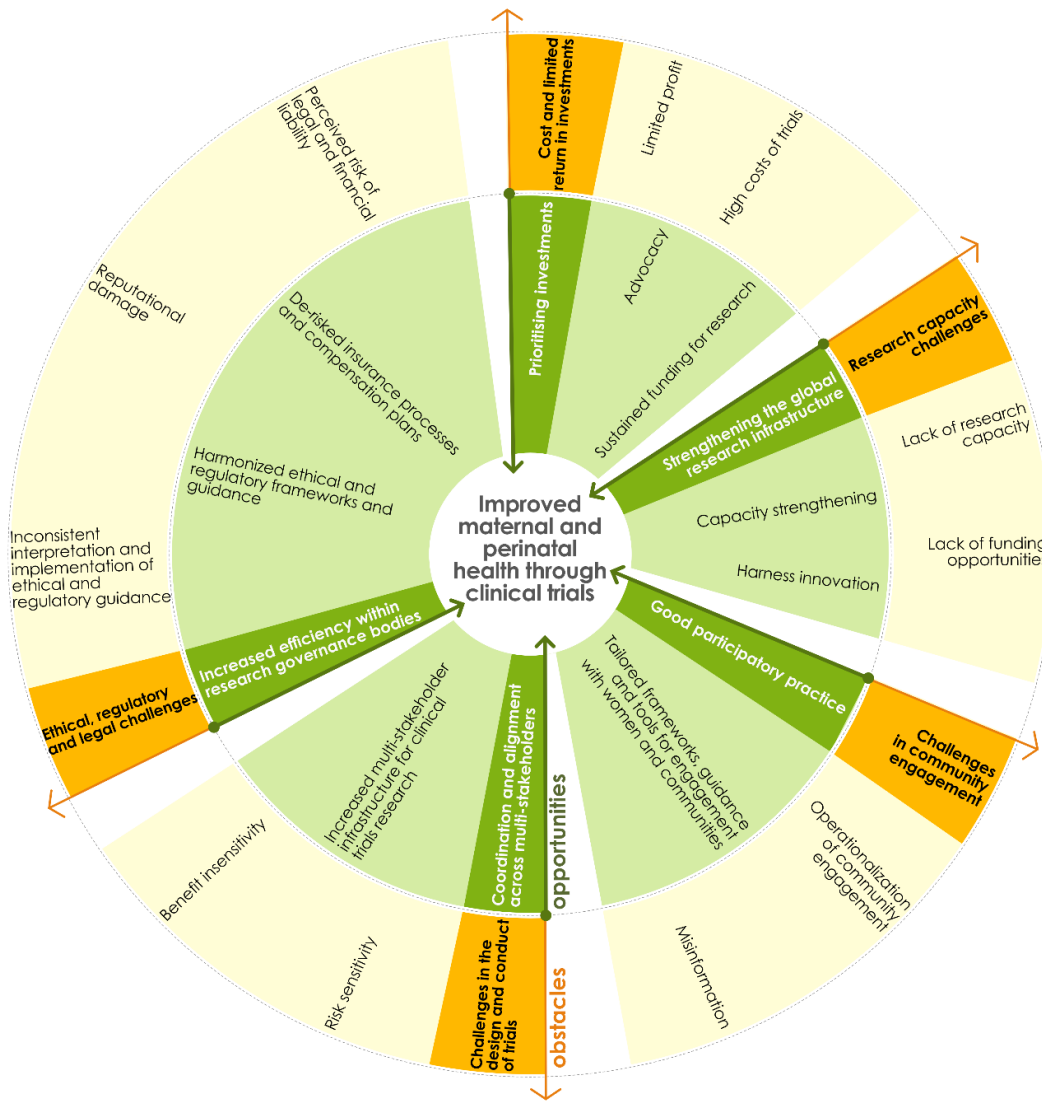 Improved
maternal and
perinatal
health through
clinical trials
Cost and limited
return in investments
Limited profit
High costs of trials
Prioritising investments
Advocacy
Sustained funding for research
Research capacity
challenges
Lack of research
capacity
Lack of funding
opportunitie
Strengthening the global
research infrastructure
Capacity strengthening
Harness innovation
Challenges
in community
engagement
Operationalization
of community
engagement
Misinformation
Good participatory practice
Tailored frameworks, guidance
and tools for engagement
with women and communities
opportunities
obstacles
Challenges in the
design and conduct
of trials
Risk sensitivity
Benefit insensitivity
Coordination and alignment
across multi-stakeholders
Increased multi-stakeholder
infrastructure for clinical
trials research
Ethical, regulatory
and legal challenges
Inconsistent
interpretation and
implementation of
ethical and
regulatory guidance
Reputational
damage
Perceived risk of
legal and financial
liability
Increased efficiency within
research governance bodies
Harmonized ethical and
regulatory frameworks and
guidance
De-risked insurance processes
and compensation plans